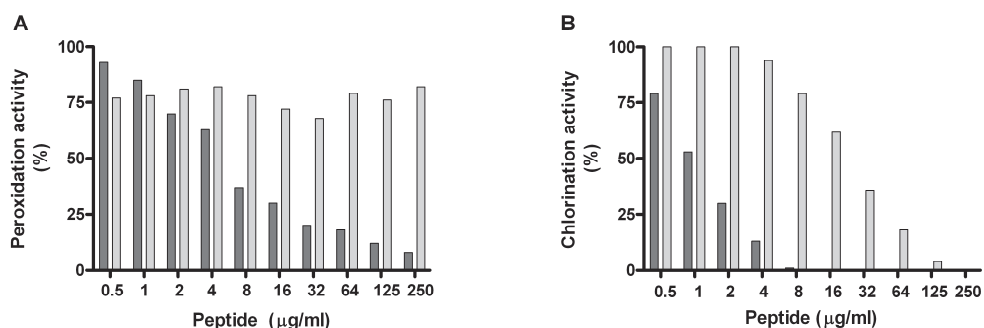 A
Peroxidation activity
(%)
100
75
50
25
0
0.5 1 2 4 8 16 32 64 125 250
Peptide (μg/ml)
B
Chlorination activity
(%)
100
75
50
25
0
0.5 1 2 4 8 16 32 64 125 250
Peptide (μg/ml)